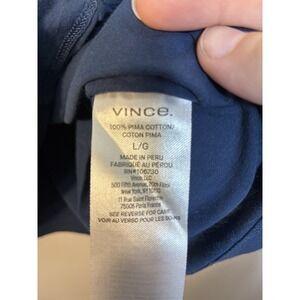 VINCE.
100% PIMA COTTON/
COTON PIMA
L/G
MADE IN PERU
FABRIQUÉ AU PÉROU
RN#106730
Vince, LLC
500 Fifth Avenue, 20th Floor
New York, NY 10110
11 Rue Saint Florentin
75008 Paris France
SEE REVERSE FOR CARE
VOIR AU VERSO POUR LES SOINS